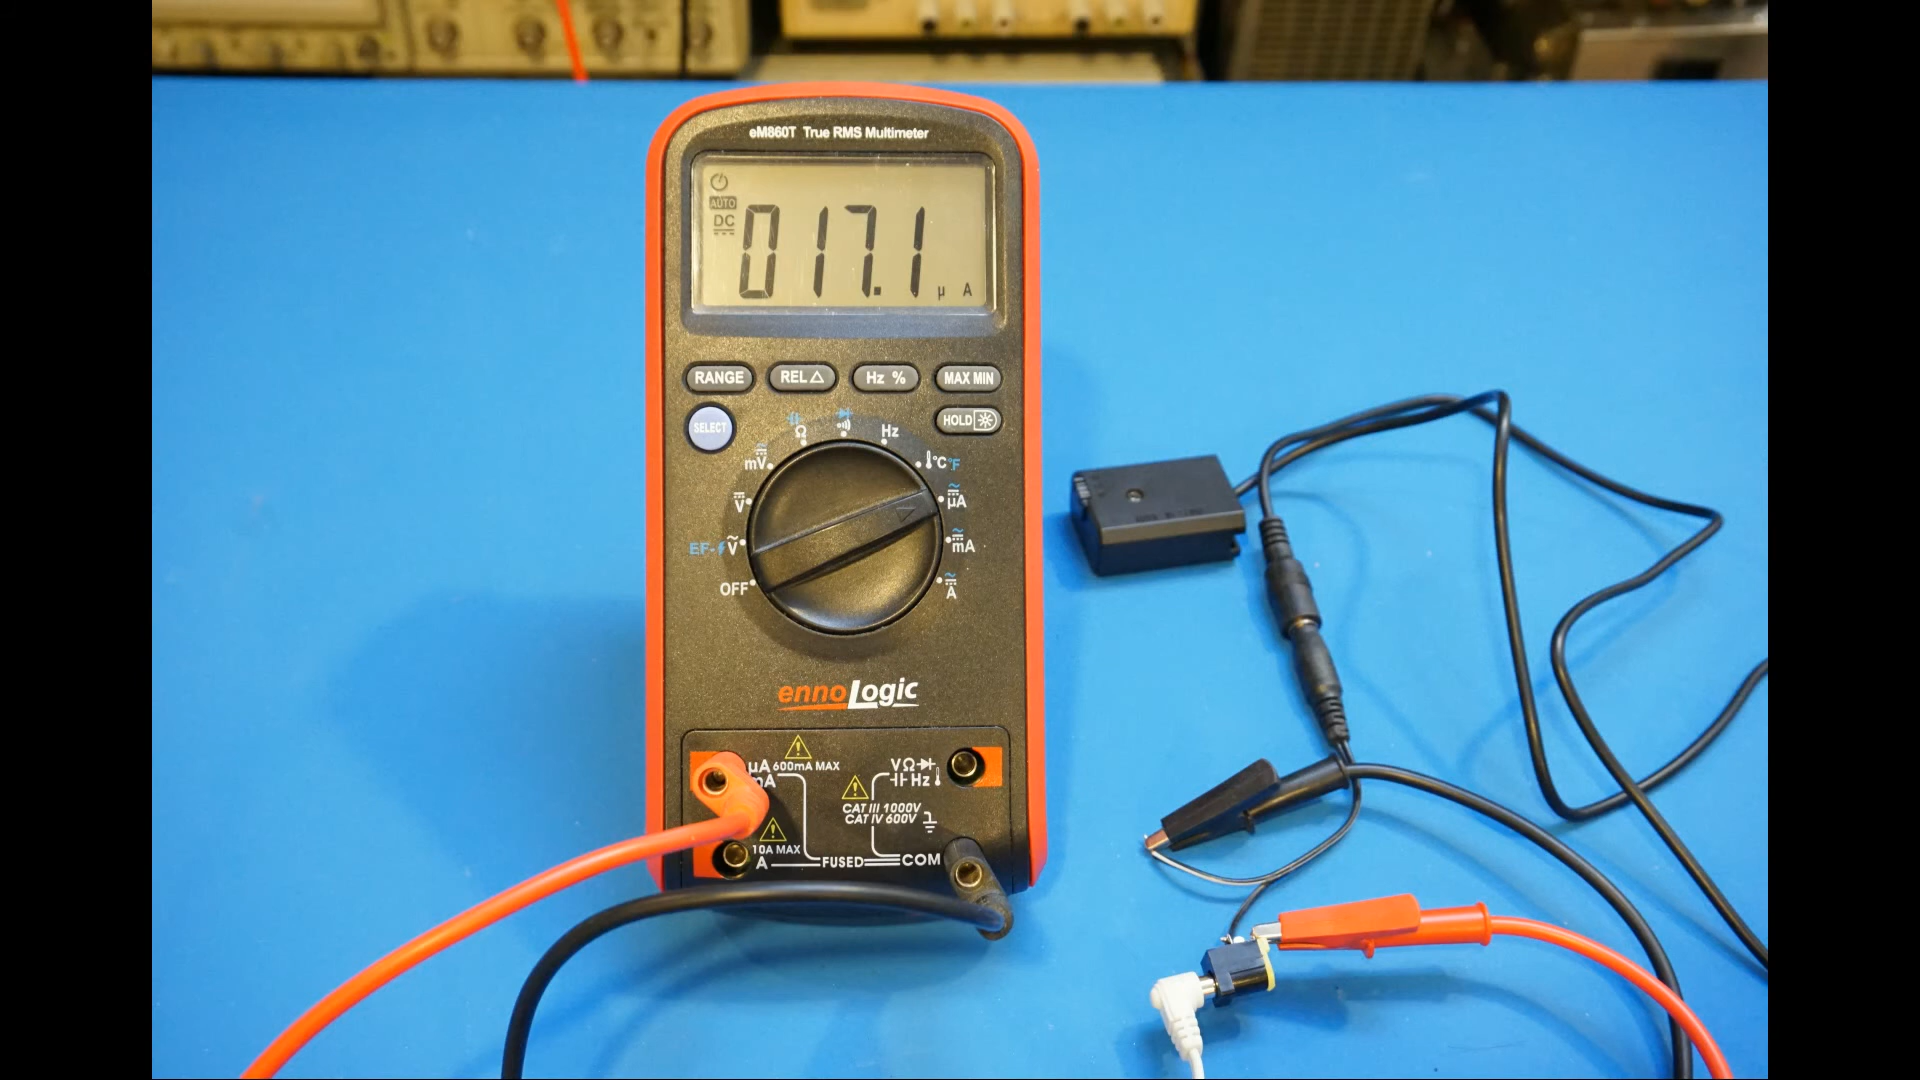 eM860T True RMS Multimeter
AUTO
DC
017.1
µ A
RANGE
REL △
Hz %
MAX MIN
SELECT
HOLD
Ω
Hz
mV
°C °F
V
µA
EF- V
mA
OFF
A
ennoLogic
µA 600mA MAX
mA
VΩ
Hz
CAT III 1000V
CAT IV 600V
10A MAX
A
FUSED
COM